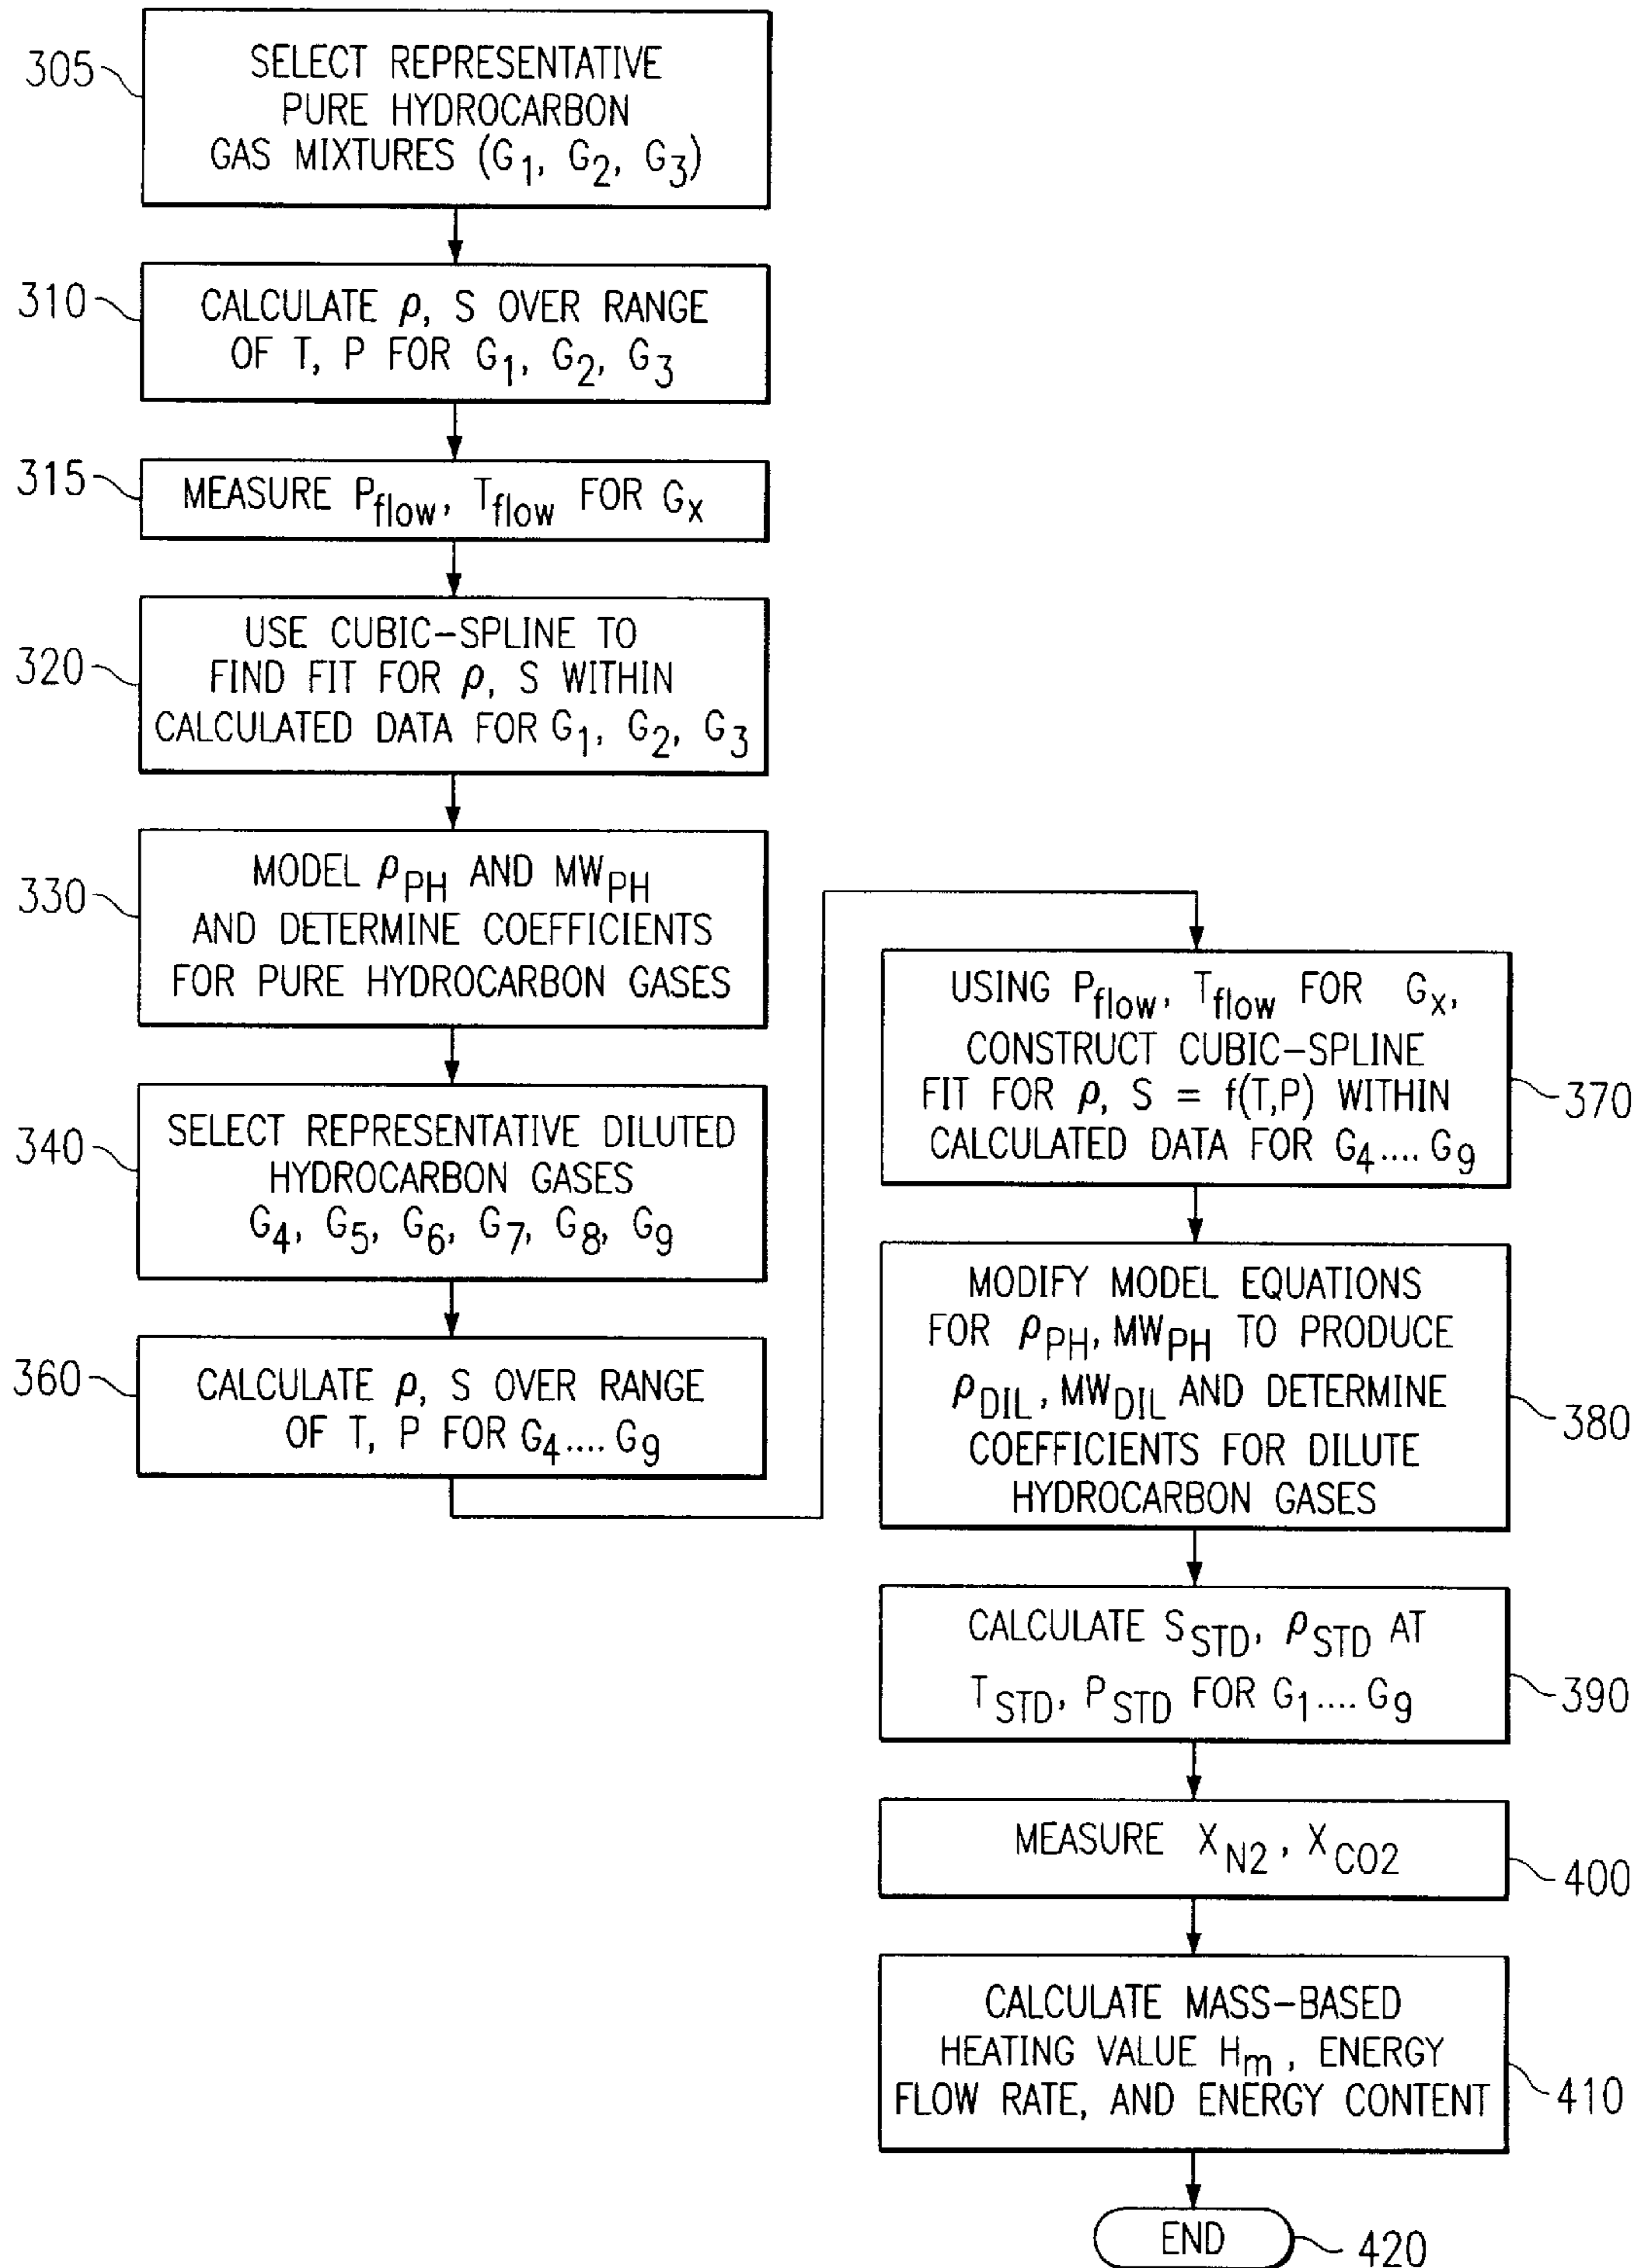 305
SELECT REPRESENTATIVE
PURE HYDROCARBON
GAS MIXTURES (G1, G2, G3)
310
CALCULATE ρ, S OVER RANGE
OF T, P FOR G1, G2, G3
315
MEASURE Pflow, Tflow FOR Gx
320
USE CUBIC-SPLINE TO
FIND FIT FOR ρ, S WITHIN
CALCULATED DATA FOR G1, G2, G3
330
MODEL ρPH AND MWPH
AND DETERMINE COEFFICIENTS
FOR PURE HYDROCARBON GASES
340
SELECT REPRESENTATIVE DILUTED
HYDROCARBON GASES
G4, G5, G6, G7, G8, G9
360
CALCULATE ρ, S OVER RANGE
OF T, P FOR G4.... G9
USING Pflow, Tflow FOR Gx,
CONSTRUCT CUBIC-SPLINE
FIT FOR ρ, S = f(T,P) WITHIN
CALCULATED DATA FOR G4.... G9
370
MODIFY MODEL EQUATIONS
FOR ρPH, MWPH TO PRODUCE
ρDIL, MWDIL AND DETERMINE
COEFFICIENTS FOR DILUTE
HYDROCARBON GASES
380
CALCULATE SSTD, ρSTD AT
TSTD, PSTD FOR G1.... G9
390
MEASURE XN2, XCO2
400
CALCULATE MASS-BASED
HEATING VALUE Hm, ENERGY
FLOW RATE, AND ENERGY CONTENT
410
END
420